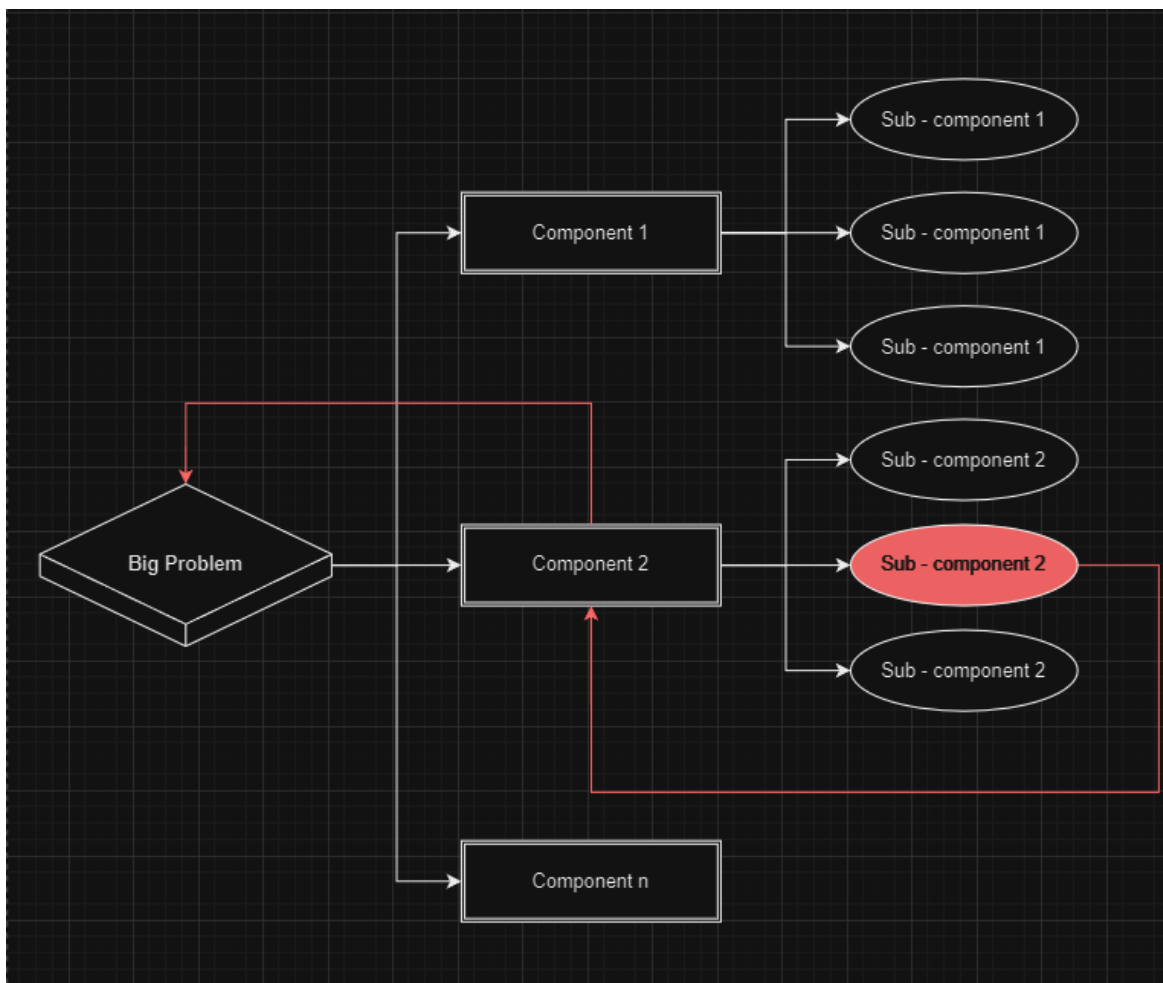 Sub - component 1
Component 1
Sub - component 1
Sub - component 1
Sub - component 2
Big Problem
Component 2
Sub - component 2
Sub - component 2
Component n